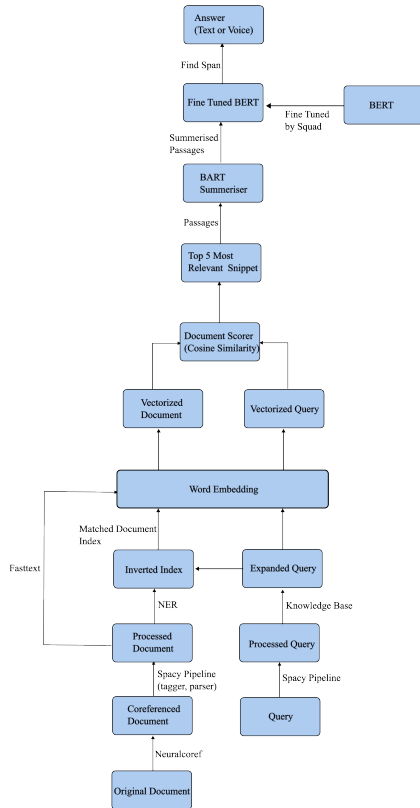 Answer
(Text or Voice)
Find Span
Fine Tuned BERT
BERT
Fine Tuned
by Squad
Summerised
Passages
BART
Summeriser
Passages
Top 5 Most
Relevant Snippet
Document Scorer
(Cosine Similarity)
Vectorized
Document
Vectorized Query
Word Embedding
Matched Document
Index
Fasttext
Inverted Index
Expanded Query
NER
Knowledge Base
Processed
Document
Processed Query
Spacy Pipeline
(tagger, parser)
Spacy Pipeline
Coreferenced
Document
Query
Neuralcoref
Original Document